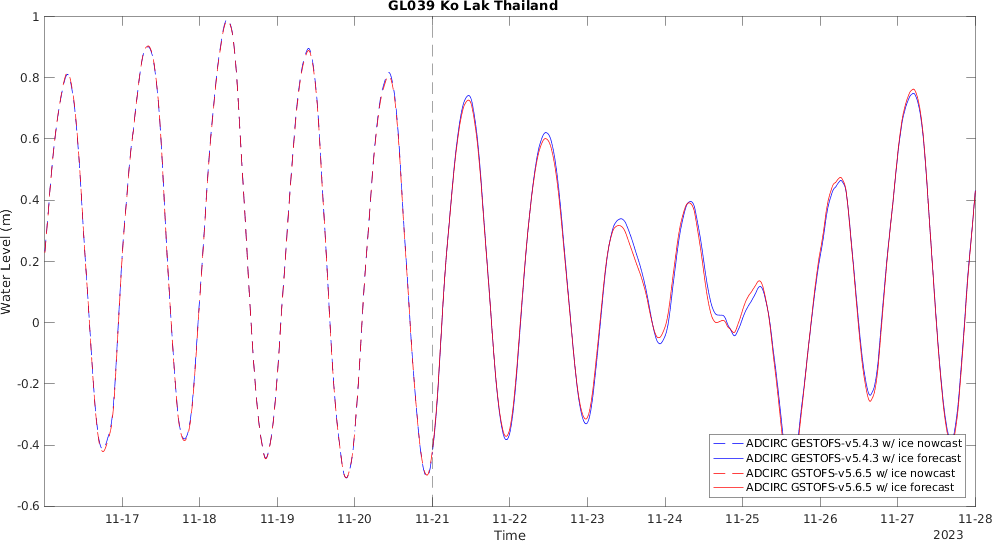 GL039 Ko Lak Thailand
1
0.8
0.6
0.4
0.2
0
-0.2
-0.4
-0.6
Water Level (m)
ADCIRC GESTOFS-v5.4.3 w/ ice nowcast
ADCIRC GESTOFS-v5.4.3 w/ ice forecast
ADCIRC GSTOFS-v5.6.5 w/ ice nowcast
ADCIRC GSTOFS-v5.6.5 w/ ice forecast
11-17 11-18 11-19 11-20 11-21 11-22 11-23 11-24 11-25 11-26 11-27 11-28
Time
2023